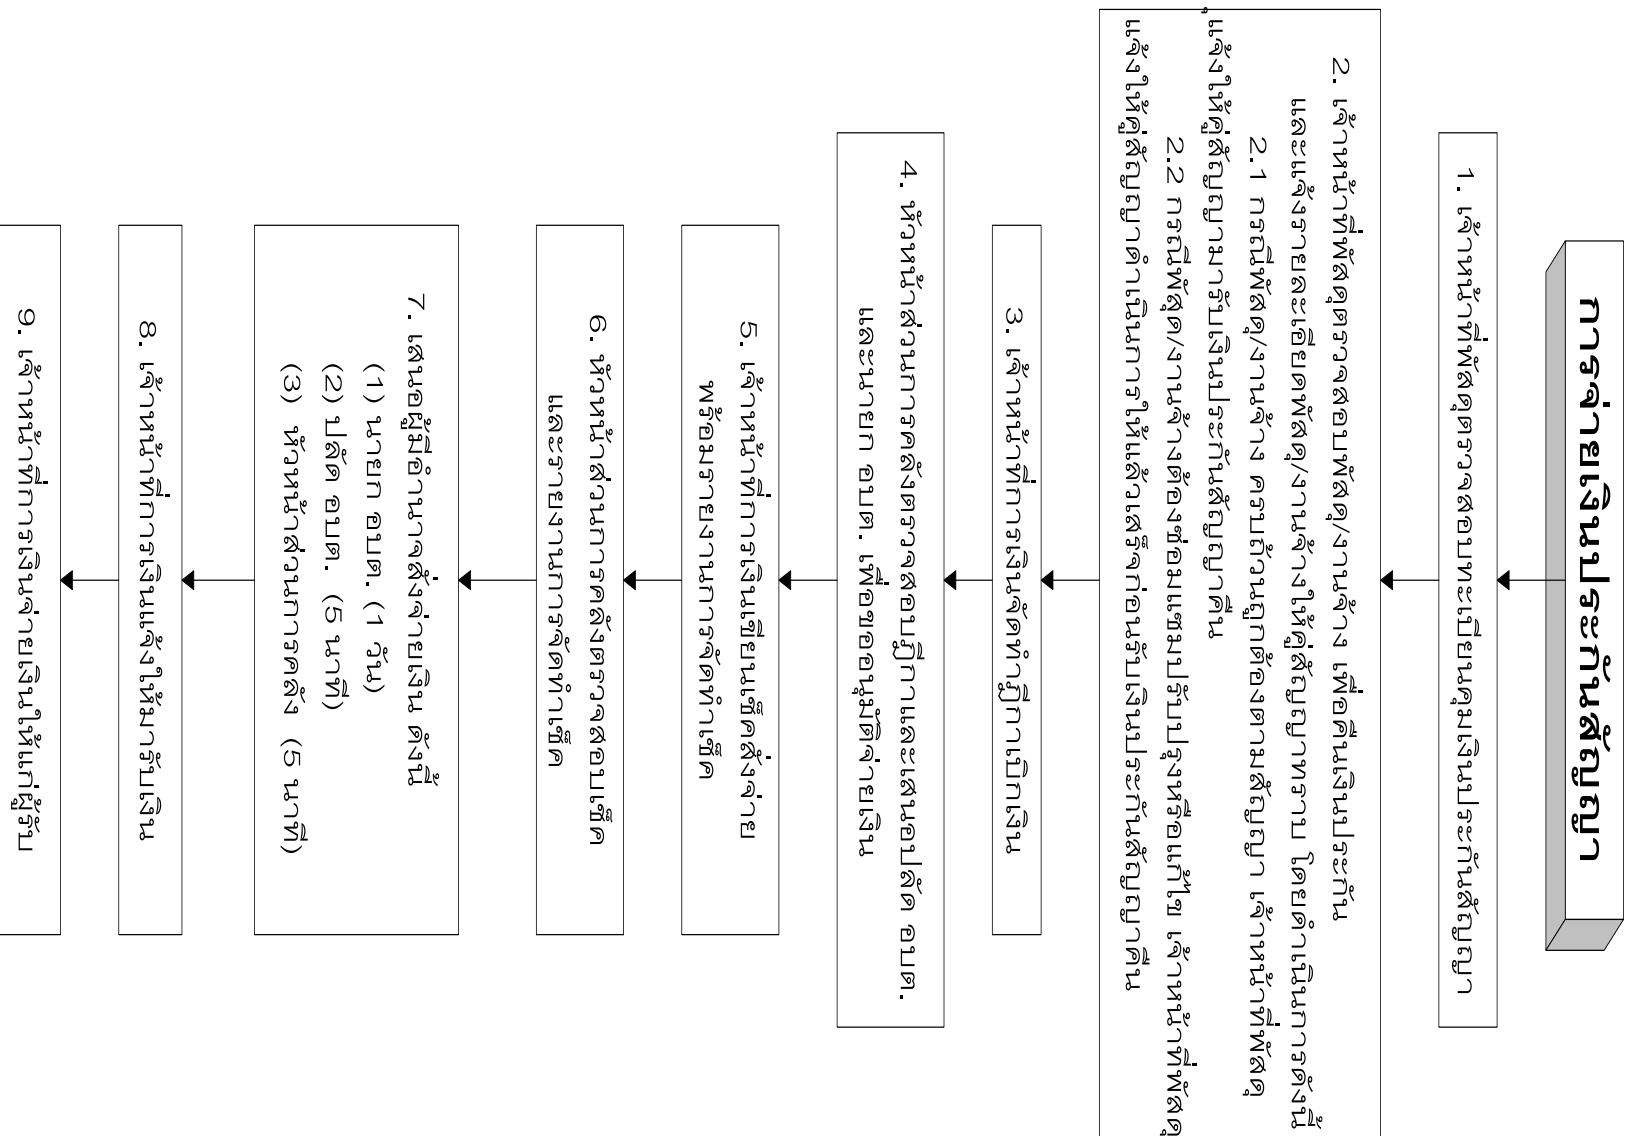 การจ่ายเงินประกันสัญญา
1. เจ้าหน้าที่พัสดุตรวจสอบทะเบียนคุมเงินประกันสัญญา
2. เจ้าหน้าที่พัสดุตรวจสอบพัสดุ/งานจ้าง เพื่อคืนเงินประกัน
และแจ้งรายละเอียดพัสดุ/งานจ้างให้คู่สัญญาทราบ โดยดำเนินการดังนี้
2.1 กรณีพัสดุ/งานจ้าง ครบถ้วนถูกต้องตามสัญญา เจ้าหน้าที่พัสดุ
แจ้งให้คู่สัญญามารับเงินประกันสัญญาคืน
2.2 กรณีพัสดุ/งานจ้างต้องซ่อมแซมปรับปรุงหรือแก้ไข เจ้าหน้าที่พัสดุ
แจ้งให้คู่สัญญาดำเนินการให้แล้วเสร็จก่อนรับเงินประกันสัญญาคืน
3. เจ้าหน้าที่การเงินจัดทำฎีกาเบิกเงิน
4. หัวหน้าส่วนการคลังตรวจสอบฎีกาและเสนอปลัด อบต.
และนายก อบต. เพื่อขออนุมัติจ่ายเงิน
5. เจ้าหน้าที่การเงินเขียนเช็คสั่งจ่าย
พร้อมรายงานการจัดทำเช็ค
6. หัวหน้าส่วนการคลังตรวจสอบเช็ค
และรายงานการจัดทำเช็ค
7. เสนอผู้มีอำนาจสั่งจ่ายเงิน ดังนี้
(1) นายก อบต. (1 วัน)
(2) ปลัด อบต. (5 นาที)
(3) หัวหน้าส่วนการคลัง (5 นาที)
8. เจ้าหน้าที่การเงินแจ้งให้มารับเงิน
9. เจ้าหน้าที่การเงินจ่ายเงินให้แก่ผู้รับ